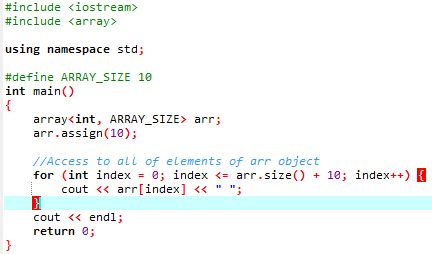 #include <iostream>
#include <array>
using namespace std;
#define ARRAY_SIZE 10
int main()
{
array<int, ARRAY_SIZE> arr;
arr.assign(10);
//Access to all of elements of arr object
for (int index = 0; index <= arr.size() + 10; index++) {
cout << arr[index] << " ";
}
cout << endl;
return 0;
}